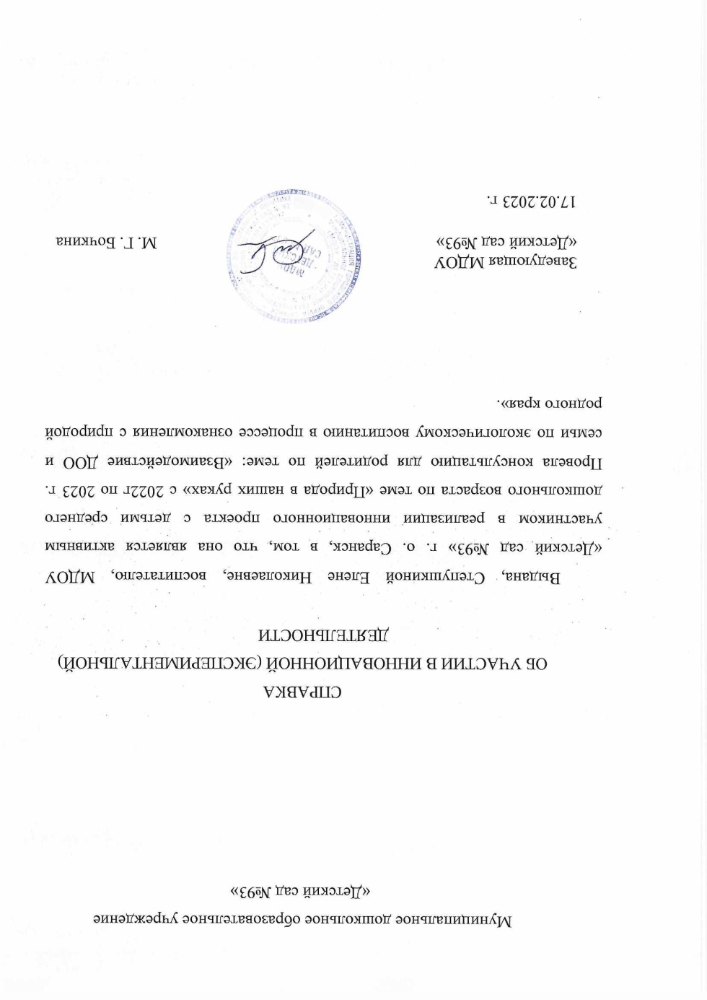 Муниципальное дошкольное образовательное учреждение
«Детский сад №93»
СПРАВКА
ОБ УЧАСТИИ В ИННОВАЦИОННОЙ (ЭКСПЕРИМЕНТАЛЬНОЙ)
ДЕЯТЕЛЬНОСТИ
Выдана, Степушкиной Елене Николаевне, воспитателю, МДОУ
«Детский сад №93» г. о. Саранск, в том, что она является активным
участником в реализации инновационного проекта с детьми среднего
дошкольного возраста по теме «Природа в наших руках» с 2022г по 2023 г.
Провела консультацию для родителей по теме: «Взаимодействие ДОО и
семьи по экологическому воспитанию в процессе ознакомления с природой
родного края».
Заведующая МДОУ
«Детский сад №93» М. Г. Бочкина
17.02.2023 г.